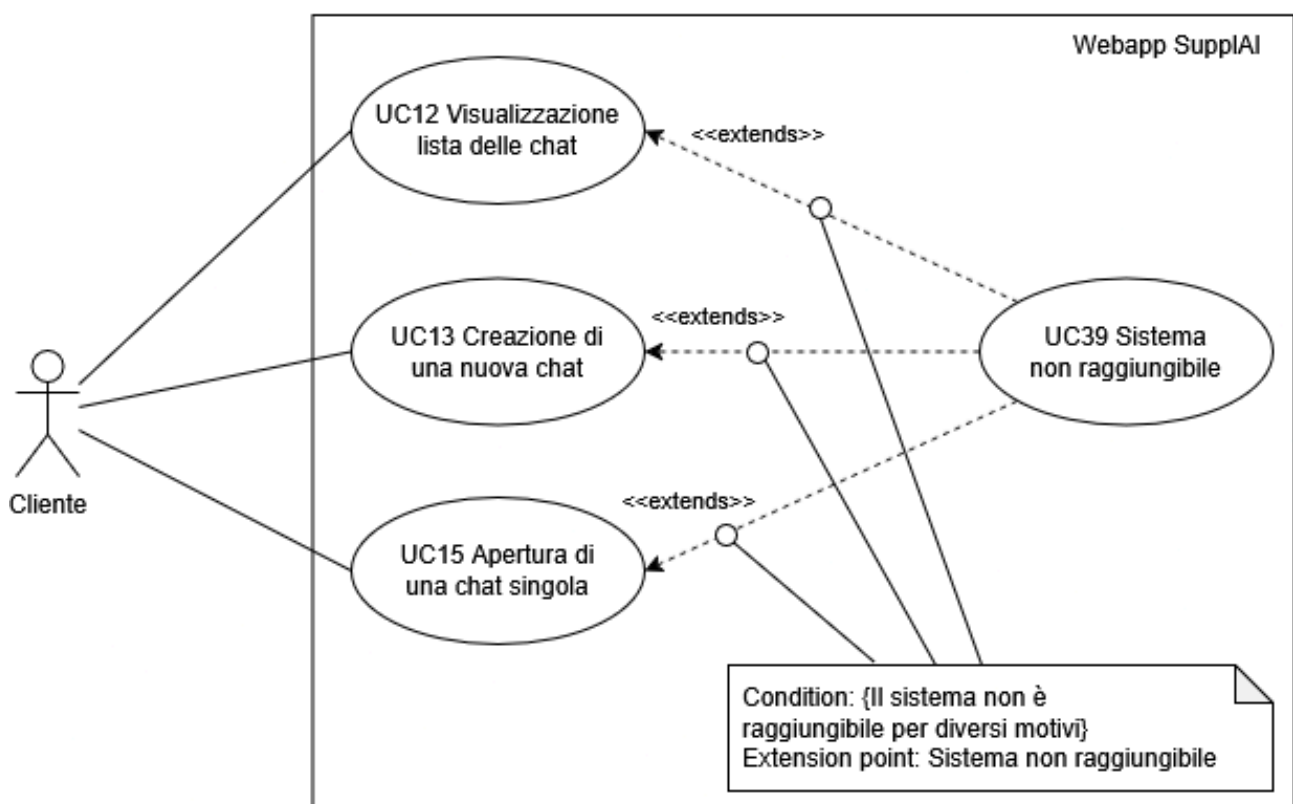 Webapp SupplAI
UC12 Visualizzazione
lista delle chat
<<extends>>
UC13 Creazione di
una nuova chat
<<extends>>
UC39 Sistema
non raggiungibile
Cliente
<<extends>>
UC15 Apertura di
una chat singola
Condition: {Il sistema non è
raggiungibile per diversi motivi}
Extension point: Sistema non raggiungibile